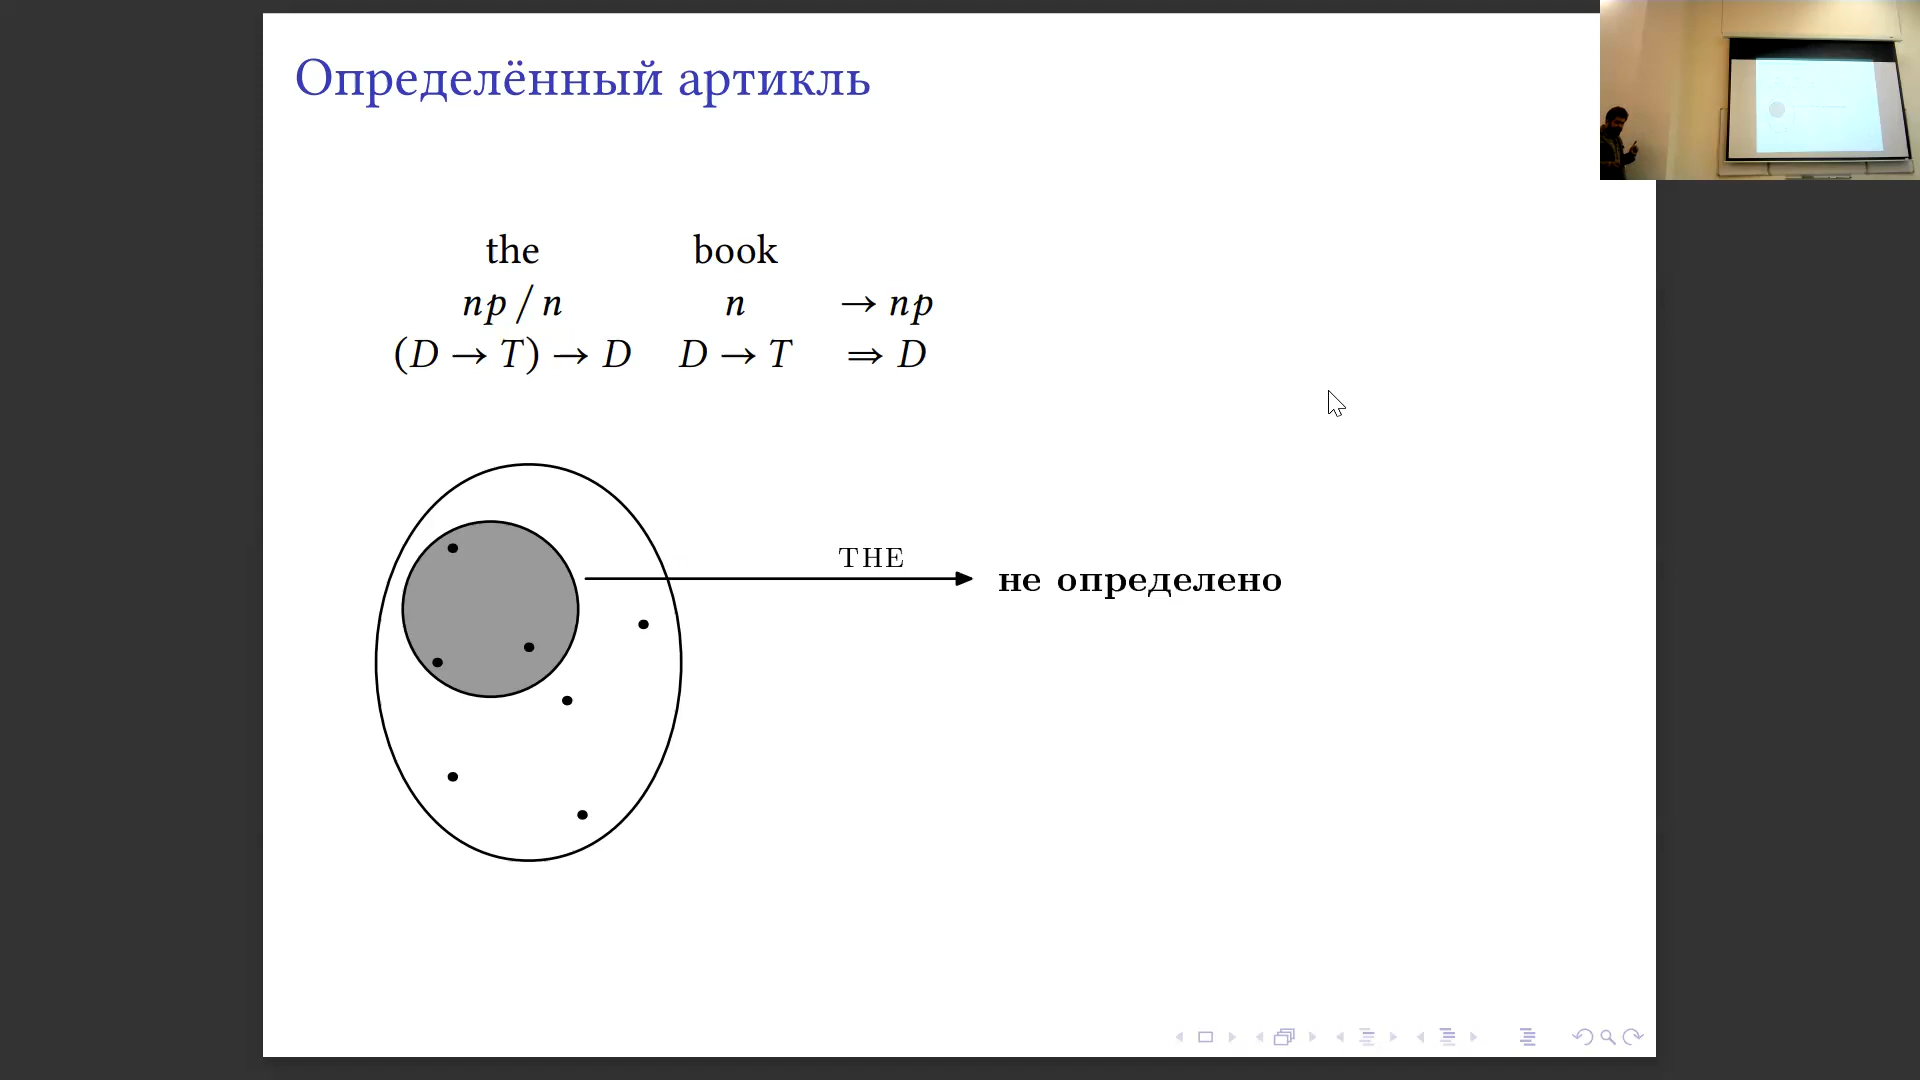 Определённый артикль
the book
np / n n → np
(D → T) → D D → T ⇒ D
THE
не определено